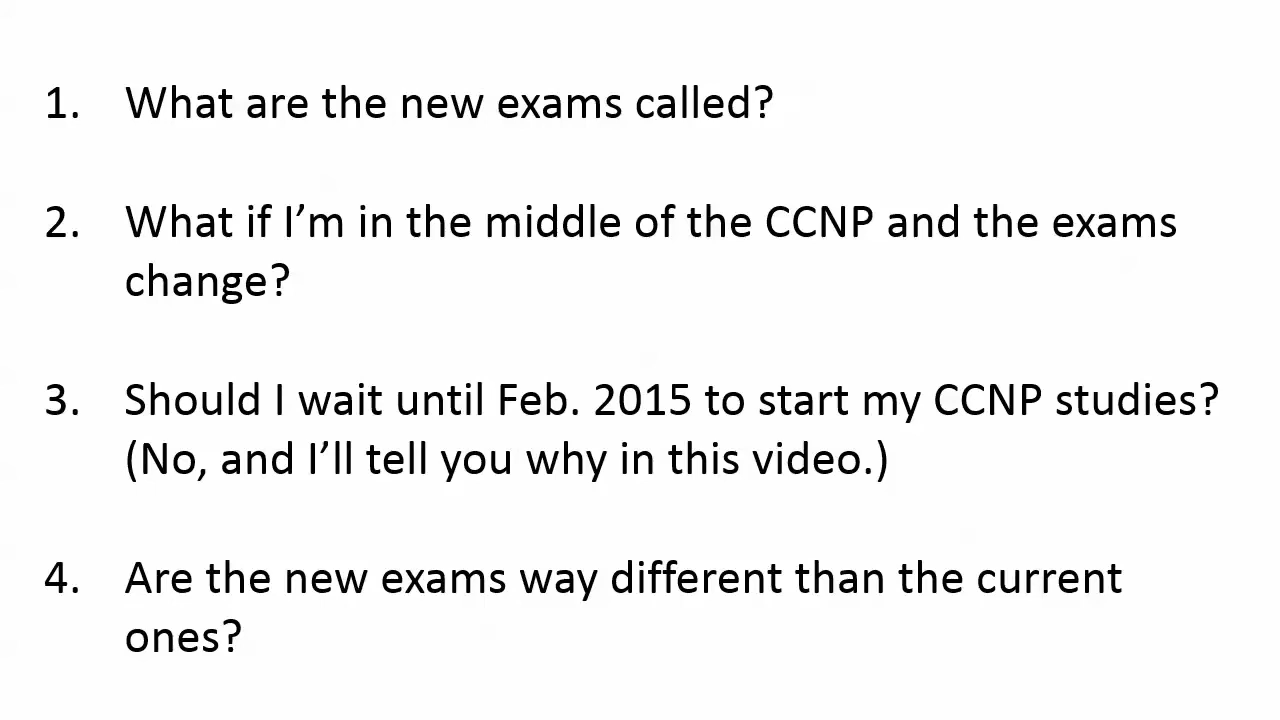 1. What are the new exams called?
2. What if I’m in the middle of the CCNP and the exams
change?
3. Should I wait until Feb. 2015 to start my CCNP studies?
(No, and I’ll tell you why in this video.)
4. Are the new exams way different than the current
ones?